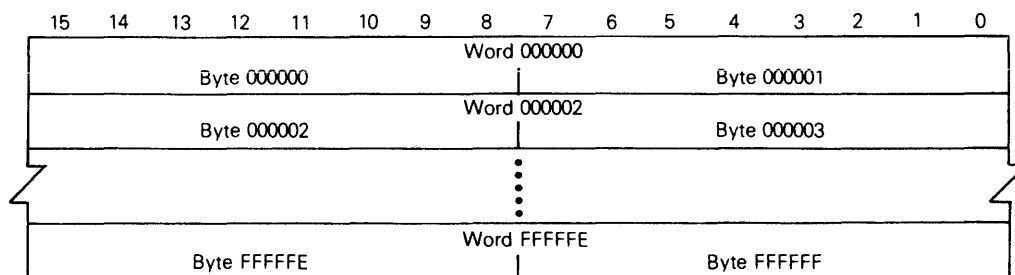 15 14 13 12 11 10 9 8 7 6 5 4 3 2 1 0
Word 000000
Byte 000000 Byte 000001
Word 000002
Byte 000002 Byte 000003
Word FFFFFE
Byte FFFFFE Byte FFFFFF